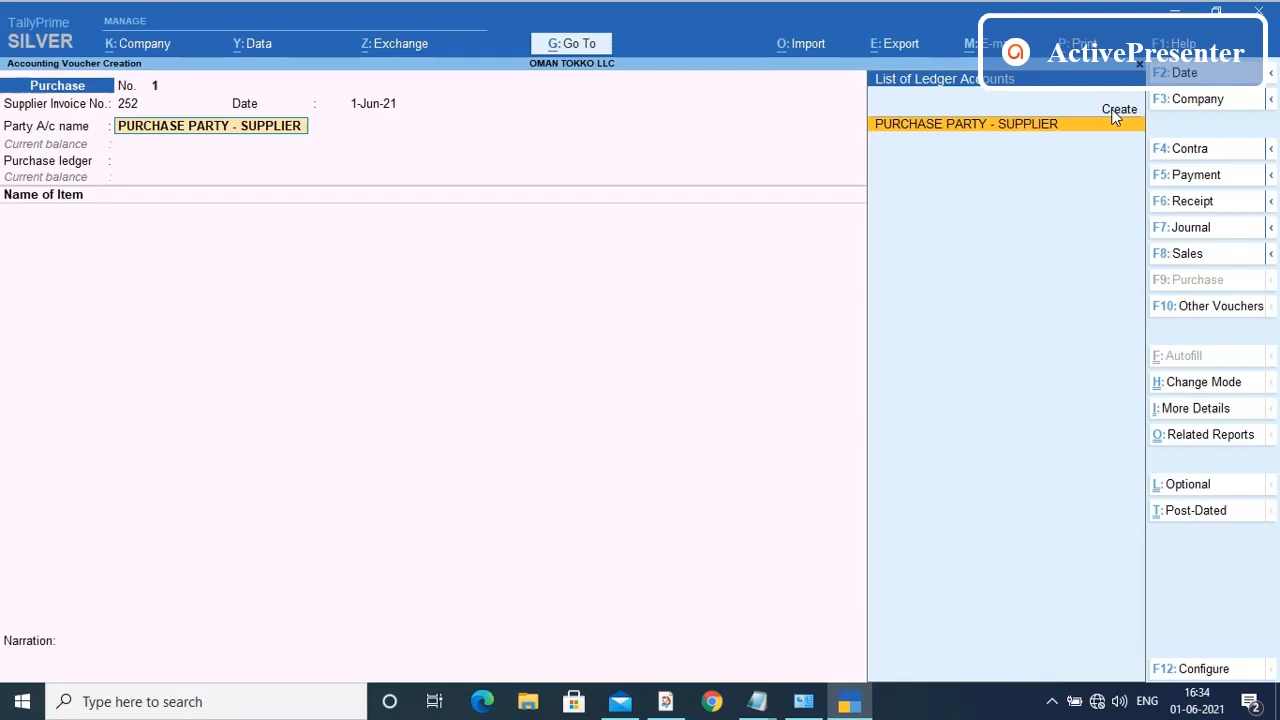 TallyPrime
MANAGE
SILVER
K: Company
Y: Data
Z: Exchange
G: Go To
O: Import
E: Export
ActivePresenter
Accounting Voucher Creation
OMAN TOKKO LLC
Purchase No. 1
Supplier Invoice No.: 252 Date : 1-Jun-21
Party A/c name : PURCHASE PARTY - SUPPLIER
Current balance :
Purchase ledger :
Current balance :
Name of Item
Narration:
List of Ledger Accounts
Create
PURCHASE PARTY - SUPPLIER
F2: Date
F3: Company
F4: Contra
F5: Payment
F6: Receipt
F7: Journal
F8: Sales
F9: Purchase
F10: Other Vouchers
F: Autofill
H: Change Mode
I: More Details
O: Related Reports
L: Optional
T: Post-Dated
F12: Configure
Type here to search
ENG
16:34
01-06-2021
2